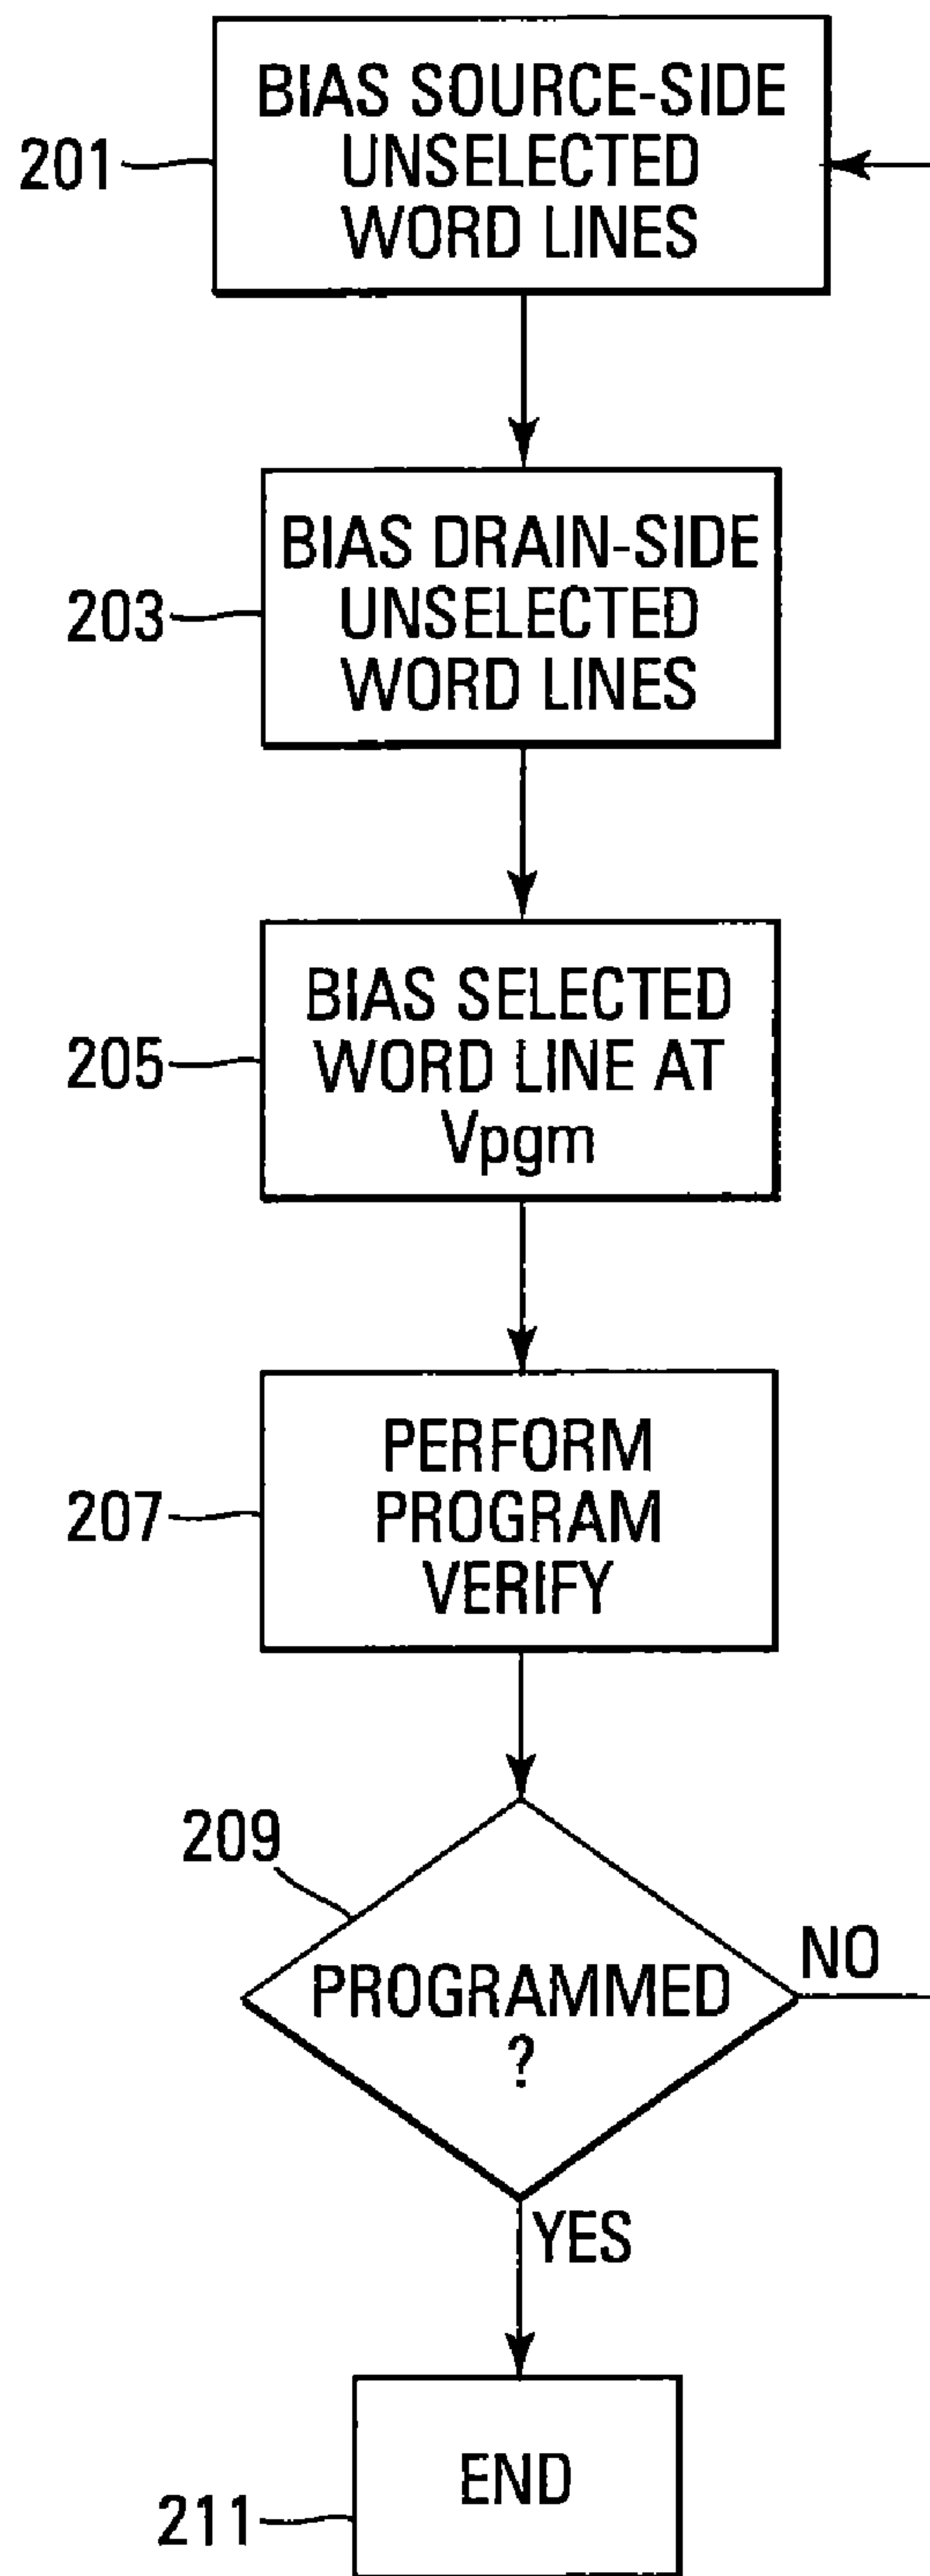 BIAS SOURCE-SIDE
UNSELECTED
WORD LINES
201
BIAS DRAIN-SIDE
UNSELECTED
WORD LINES
203
BIAS SELECTED
WORD LINE AT
Vpgm
205
PERFORM
PROGRAM
VERIFY
207
209
PROGRAMMED
?
NO
YES
END
211